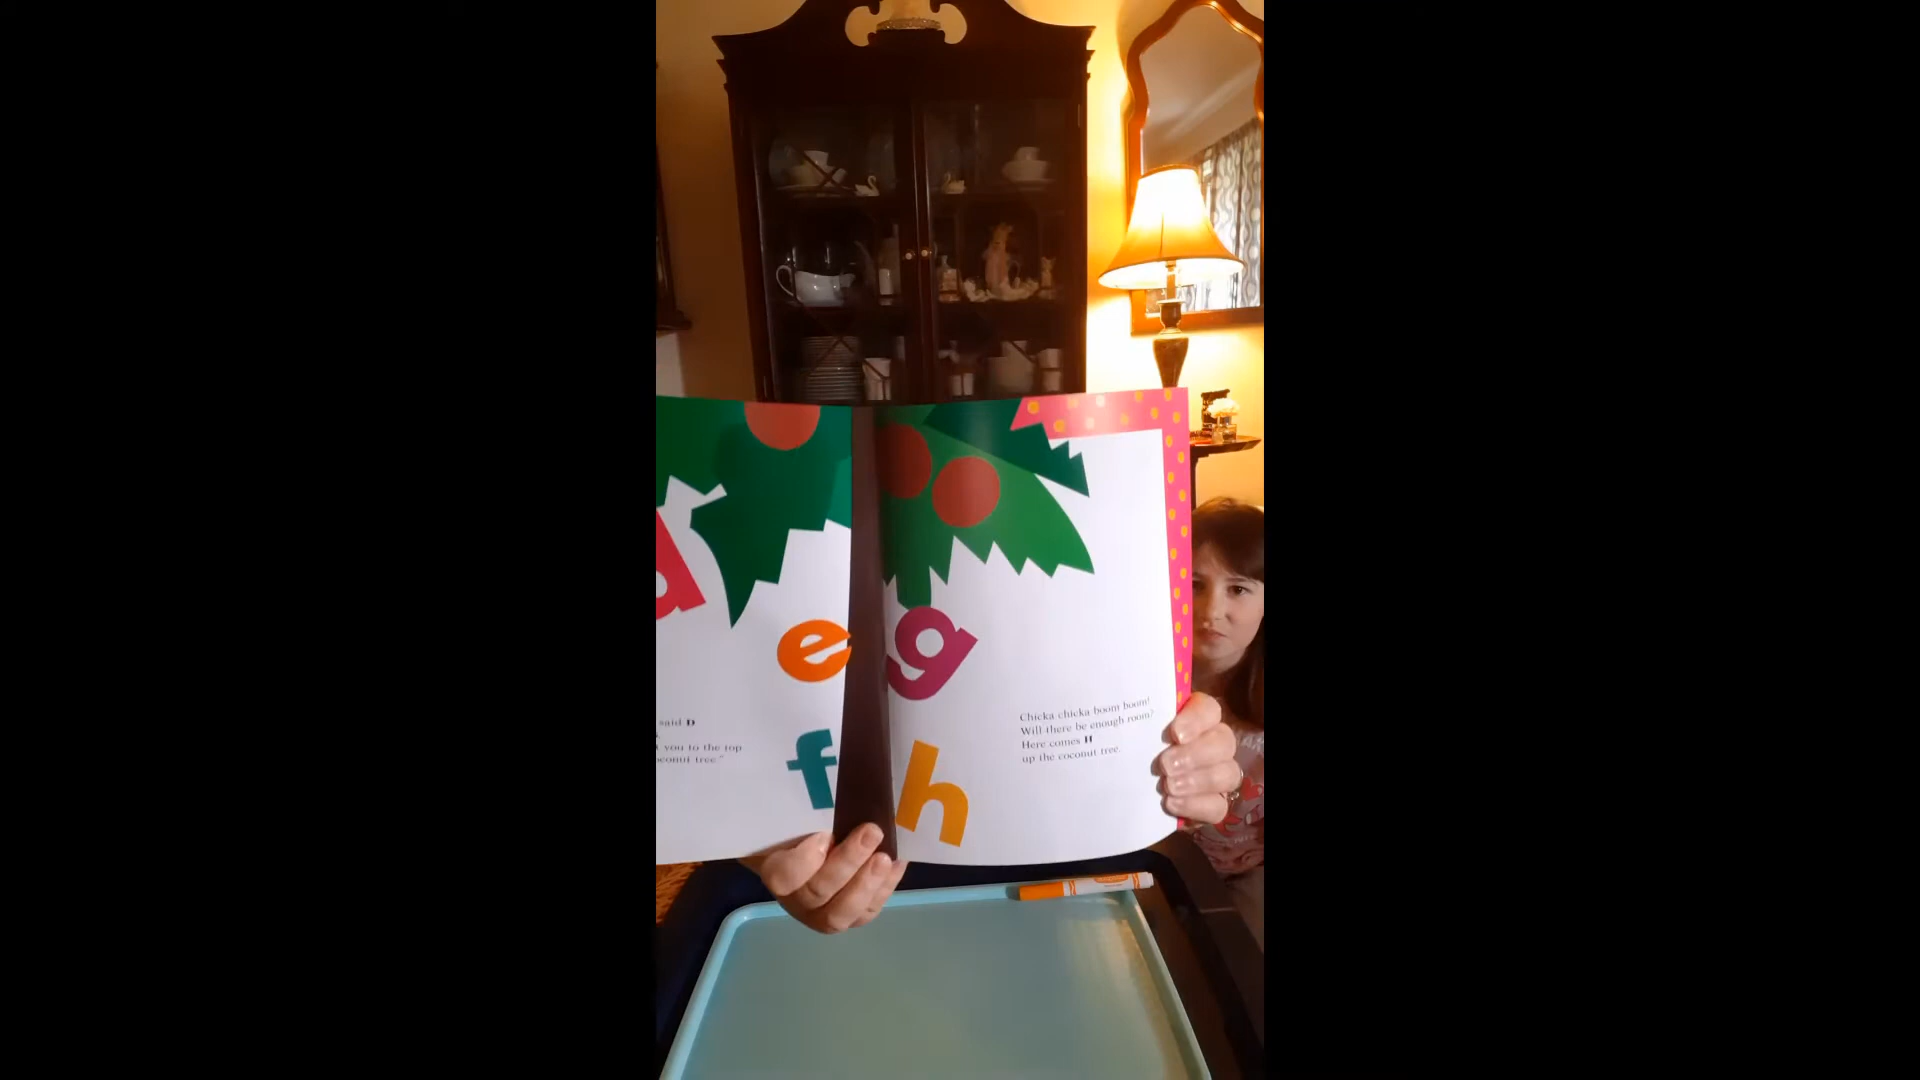 d
e
g
f
h
said D
you to the top
tree."
Chicka chicka boom boom!
Will there be enough room?
Here comes H
up the coconut tree.